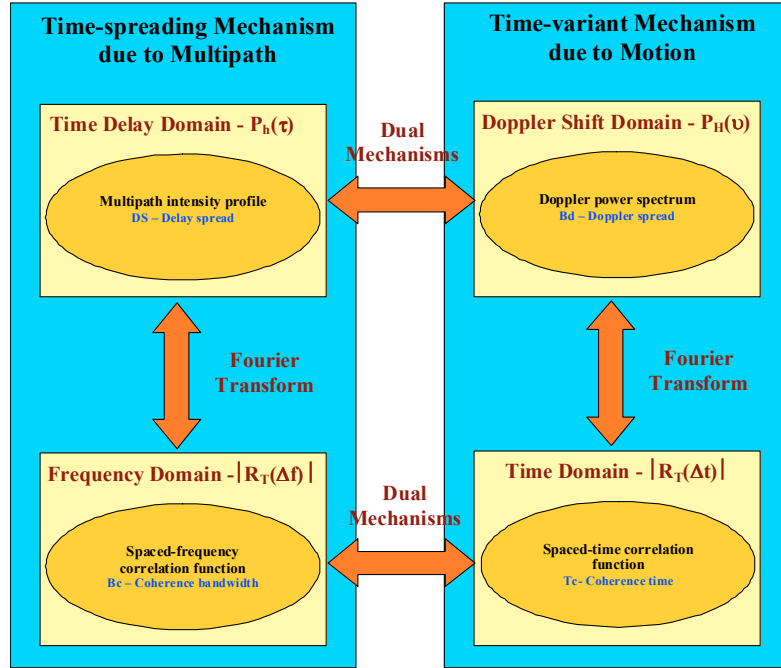 Time-spreading Mechanism
due to Multipath
Time Delay Domain - Pₕ(τ)
Multipath intensity profile
DS – Delay spread
Fourier
Transform
Frequency Domain -|R_T(Δf)|
Spaced-frequency
correlation function
Bc – Coherence bandwidth
Dual
Mechanisms
Dual
Mechanisms
Time-variant Mechanism
due to Motion
Doppler Shift Domain - P_H(υ)
Doppler power spectrum
Bd – Doppler spread
Fourier
Transform
Time Domain - |R_T(Δt)|
Spaced-time correlation
function
Tc- Coherence time